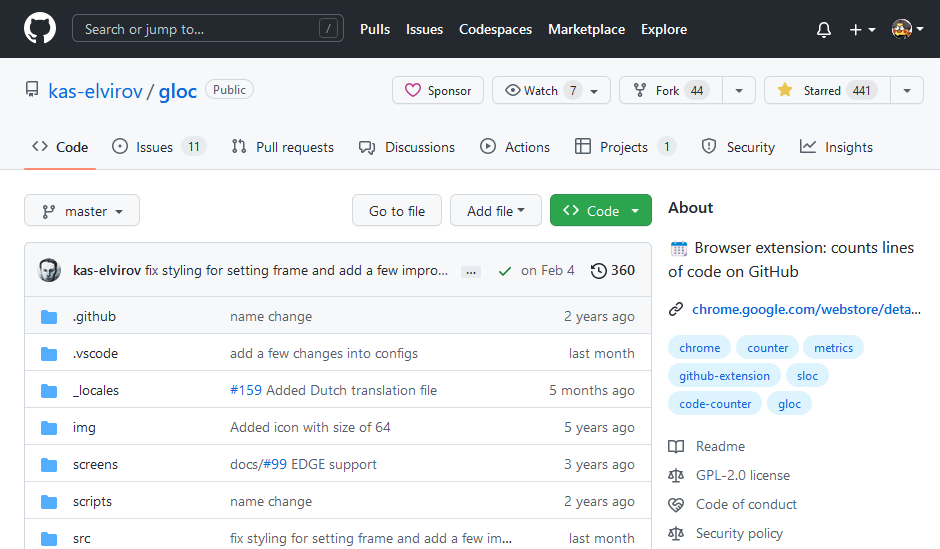 Search or jump to... /
Pulls Issues Codespaces Marketplace Explore
kas-elvirov / gloc Public
Sponsor Watch 7 Fork 44 Starred 441
Code Issues 11 Pull requests Discussions Actions Projects 1 Security Insights
master Go to file Add file Code
kas-elvirov fix styling for setting frame and add a few impro... ... on Feb 4 360
.github name change 2 years ago
.vscode add a few changes into configs last month
_locales #159 Added Dutch translation file 5 months ago
img Added icon with size of 64 5 years ago
screens docs/#99 EDGE support 3 years ago
scripts name change 2 years ago
src fix styling for setting frame and add a few im... last month
About
Browser extension: counts lines
of code on GitHub
chrome.google.com/webstore/deta...
chrome counter metrics
github-extension sloc
code-counter gloc
Readme
GPL-2.0 license
Code of conduct
Security policy